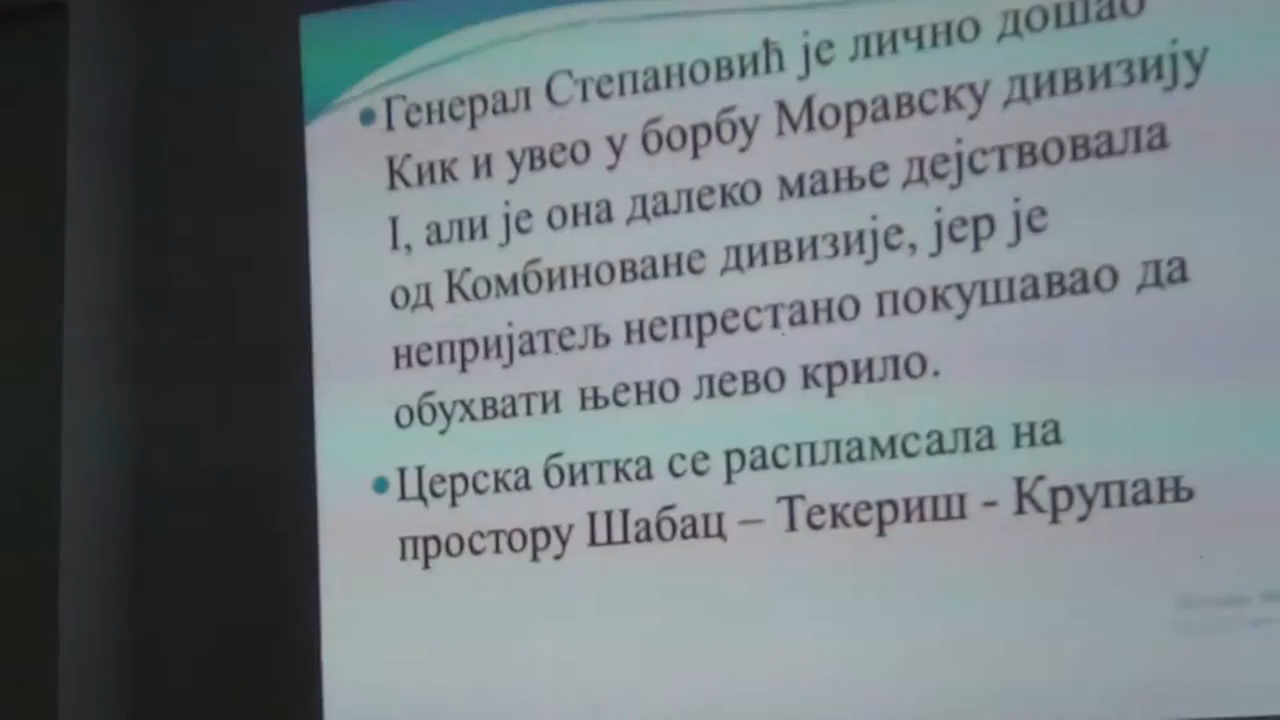 •Генерал Степановић је лично дошао
Кик и увео у борбу Моравску дивизију
I, али је она далеко мање дејствовала
од Комбиноване дивизије, јер је
непријатељ непрестано покушавао да
обухвати њено лево крило.
•Церска битка се распламсала на
простору Шабац – Текериш - Крупањ